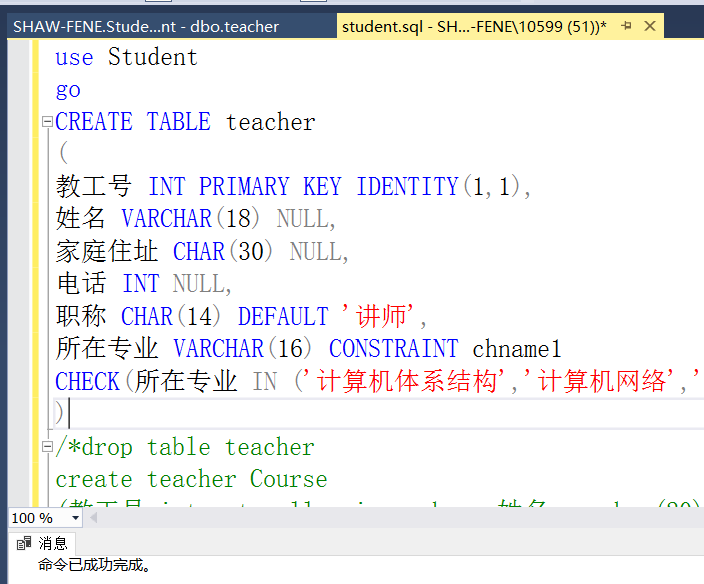 SHAW-FENE.Stude...nt - dbo.teacher
student.sql - SH...-FENE\10599 (51))*
use Student
go
CREATE TABLE teacher
(
教工号 INT PRIMARY KEY IDENTITY(1,1),
姓名 VARCHAR(18) NULL,
家庭住址 CHAR(30) NULL,
电话 INT NULL,
职称 CHAR(14) DEFAULT '讲师',
所在专业 VARCHAR(16) CONSTRAINT chname1
CHECK(所在专业 IN ('计算机体系结构','计算机网络','
)
/*drop table teacher
create teacher Course
100 %
消息
命令已成功完成。